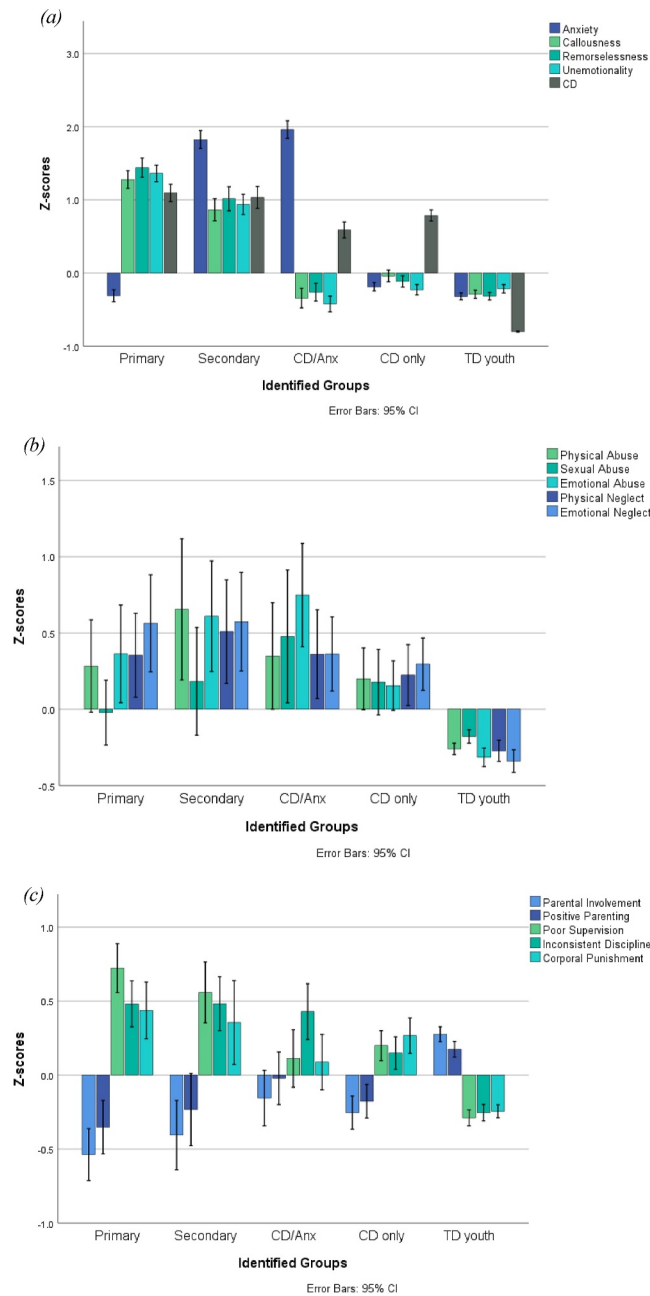 (a)
Anxiety
Callousness
Remorselessness
Unemotionality
CD
3.0
2.0
1.0
0.0
-1.0
Z-scores
Primary Secondary CD/Anx CD only TD youth
Identified Groups
Error Bars: 95% CI
(b)
Physical Abuse
Sexual Abuse
Emotional Abuse
Physical Neglect
Emotional Neglect
1.5
1.0
0.5
0.0
-0.5
Z-scores
Primary Secondary CD/Anx CD only TD youth
Identified Groups
Error Bars: 95% CI
(c)
Parental Involvement
Positive Parenting
Poor Supervision
Inconsistent Discipline
Corporal Punishment
1.0
0.5
0.0
-0.5
-1.0
Z-scores
Primary Secondary CD/Anx CD only TD youth
Identified Groups
Error Bars: 95% CI